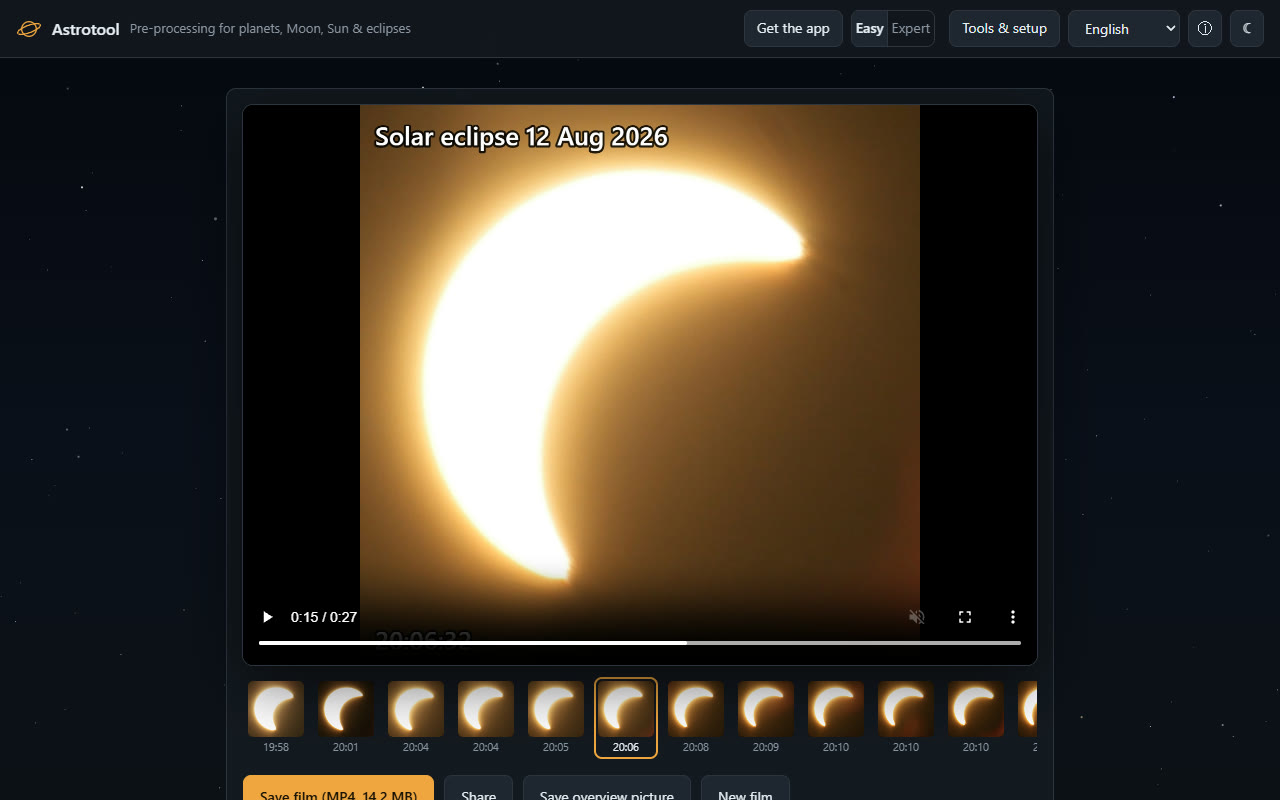 Astrotool Pre-processing for planets, Moon, Sun & eclipses Get the app Easy Expert Tools & setup English
Solar eclipse 12 Aug 2026
0:15 / 0:27
20:06:32
19:58 20:01 20:04 20:04 20:05 20:06 20:08 20:09 20:10 20:10 20:10
Save film (MP4, 14.2 MB) Share Save overview picture New film